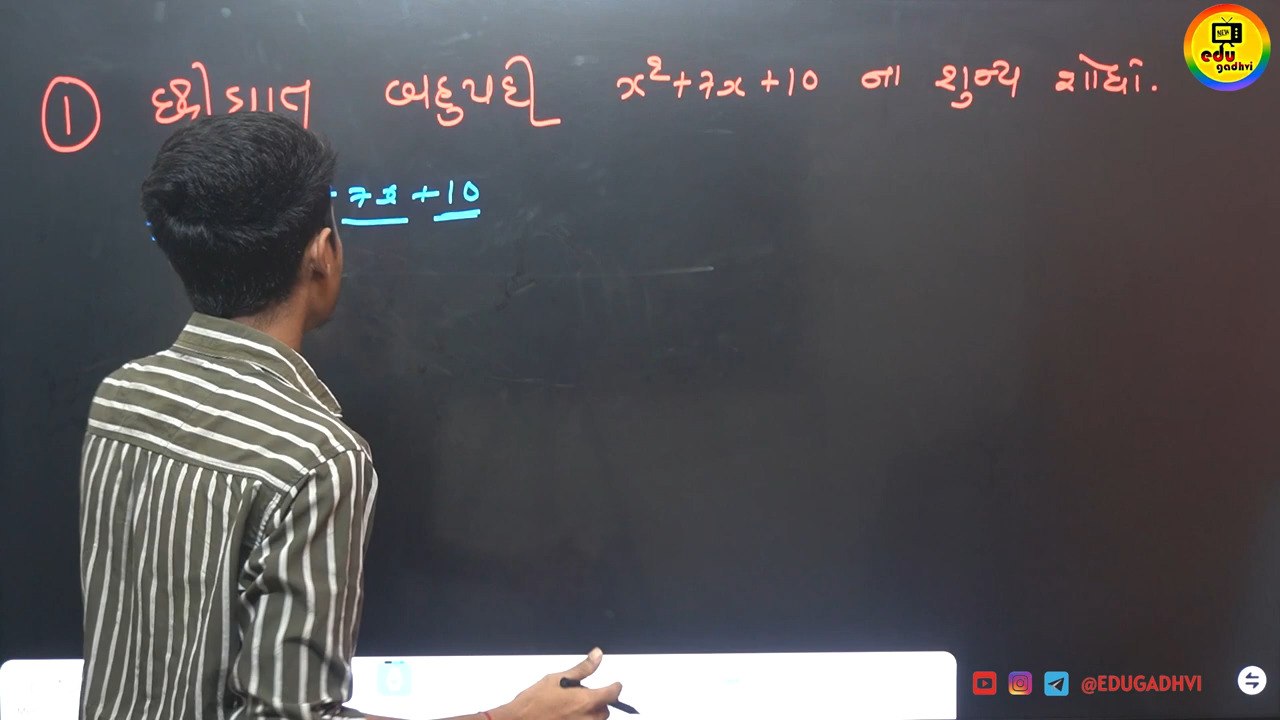 ① દ્વિઘાત બહુપદી x²+7x+10 ના શુન્ય શોધો.
+ 7x + 10
NEW
edu
gadhvi
@EDUGADHVI